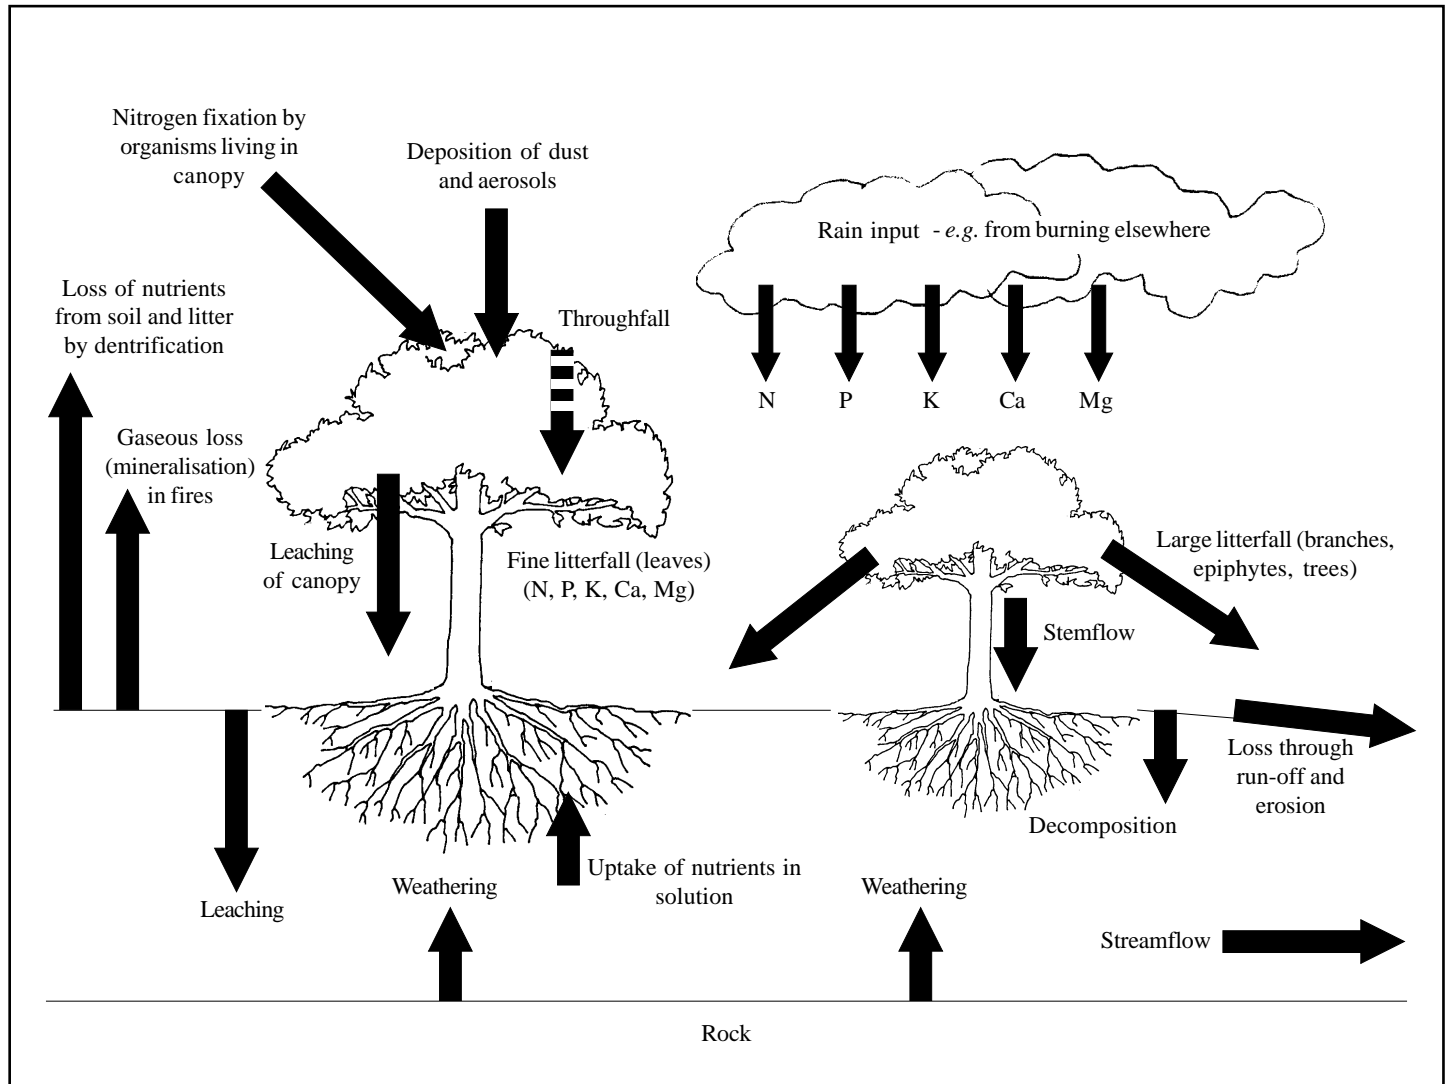 Nitrogen fixation by
organisms living in
canopy
Deposition of dust
and aerosols
Rain input - e.g. from burning elsewhere
Loss of nutrients
from soil and litter
by dentrification
Throughfall
N P K Ca Mg
Gaseous loss
(mineralisation)
in fires
Leaching
of canopy
Fine litterfall (leaves)
(N, P, K, Ca, Mg)
Large litterfall (branches,
epiphytes, trees)
Stemflow
Loss through
run-off and
erosion
Decomposition
Uptake of nutrients in
solution
Weathering
Weathering
Leaching
Streamflow
Rock